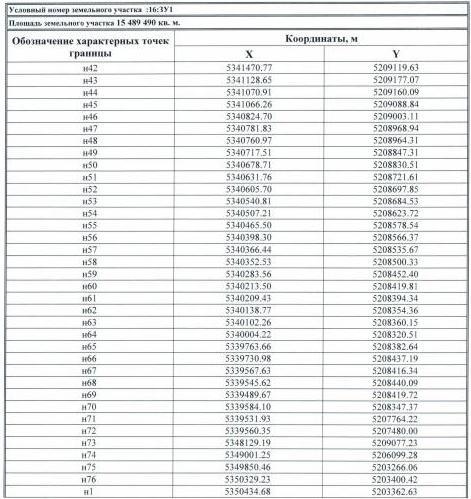 Условный номер земельного участка :16:ЗУ1
Площадь земельного участка 15 489 490 кв. м.
Обозначение характерных точек границы Координаты, м
X Y
н42 5341470.77 5209119.63
н43 5341128.65 5209177.07
н44 5341070.91 5209160.09
н45 5341066.26 5209088.84
н46 5340824.70 5209003.11
н47 5340781.83 5208968.94
н48 5340760.97 5208964.31
н49 5340717.51 5208847.31
н50 5340678.71 5208830.51
н51 5340631.76 5208721.61
н52 5340605.70 5208697.85
н53 5340540.81 5208684.53
н54 5340507.21 5208623.72
н55 5340465.50 5208578.54
н56 5340398.30 5208566.37
н57 5340366.44 5208535.67
н58 5340352.53 5208500.33
н59 5340283.56 5208452.40
н60 5340213.50 5208419.81
н61 5340209.43 5208394.34
н62 5340138.77 5208354.36
н63 5340102.26 5208360.15
н64 5340004.22 5208320.51
н65 5339763.66 5208382.64
н66 5339730.98 5208437.19
н67 5339567.63 5208416.34
н68 5339545.62 5208440.09
н69 5339489.67 5208419.72
н70 5339584.10 5208347.37
н71 5339531.93 5207764.22
н72 5339560.35 5207480.00
н73 5348129.19 5209077.23
н74 5349001.25 5206099.28
н75 5349850.46 5203266.06
н76 5350329.23 5203400.42
н1 5350434.68 5203362.63